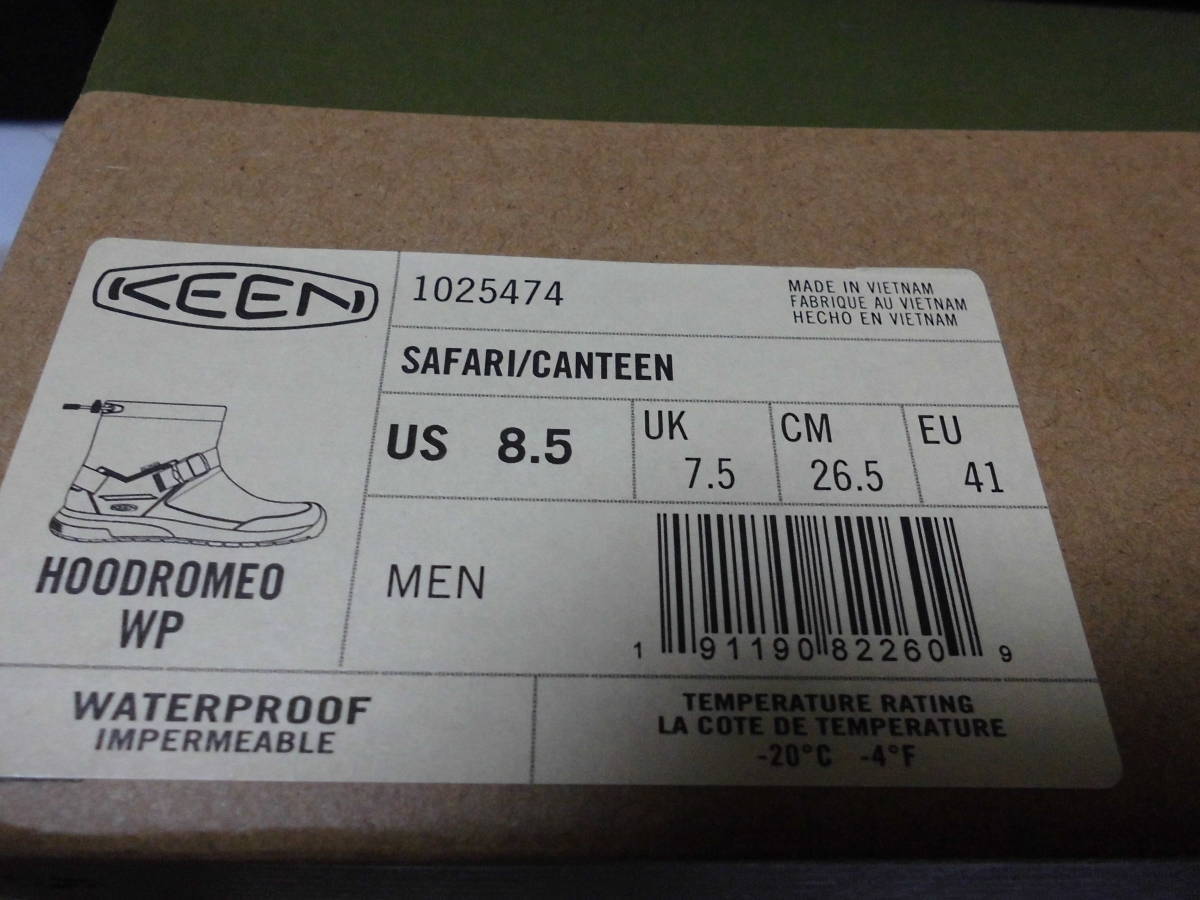 KEEN
1025474
MADE IN VIETNAM
FABRIQUE AU VIETNAM
HECHO EN VIETNAM
SAFARI/CANTEEN
US 8.5
UK 7.5
CM 26.5
EU 41
HOODROMEO
WP
MEN
1 91190 82260 9
WATERPROOF
IMPERMEABLE
TEMPERATURE RATING
LA COTE DE TEMPERATURE
-20°C -4°F